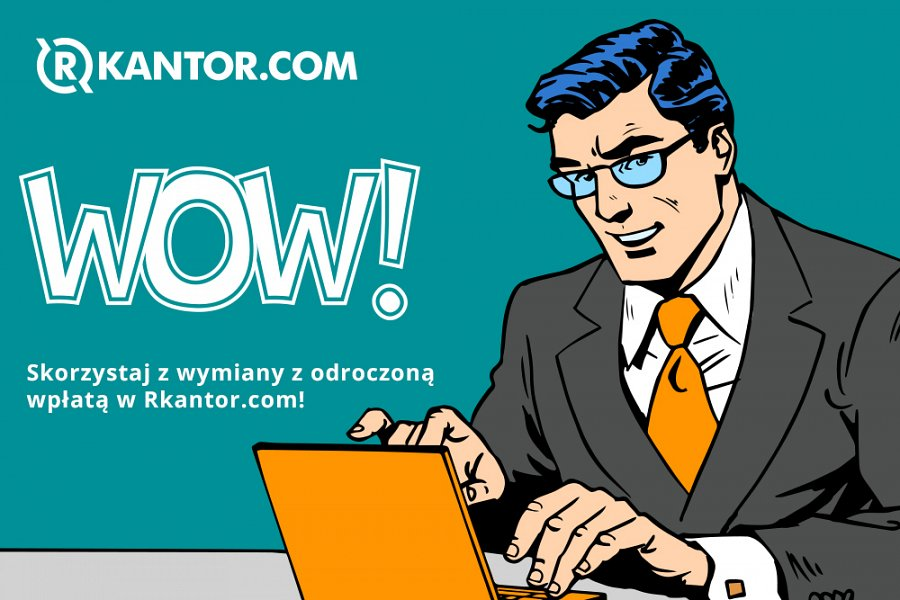 RKANTOR.COM
WOW!
Skorzystaj z wymiany z odroczoną
wpłatą w Rkantor.com!